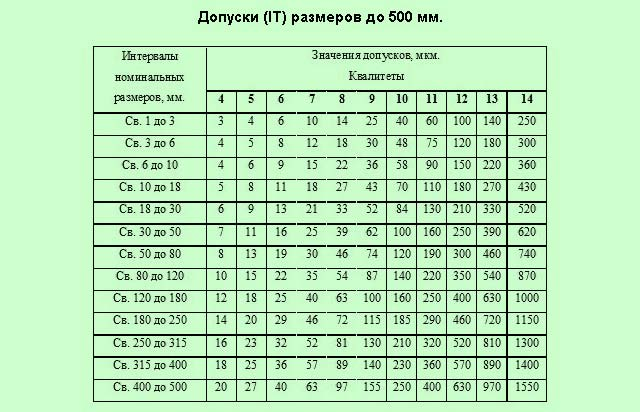 Допуски (IT) размеров до 500 мм.
Интервалы номинальных размеров, мм. Значения допусков, мкм.
Квалитеты
4 5 6 7 8 9 10 11 12 13 14
Св. 1 до 3 3 4 6 10 14 25 40 60 100 140 250
Св. 3 до 6 4 5 8 12 18 30 48 75 120 180 300
Св. 6 до 10 4 6 9 15 22 36 58 90 150 220 360
Св. 10 до 18 5 8 11 18 27 43 70 110 180 270 430
Св. 18 до 30 6 9 13 21 33 52 84 130 210 330 520
Св. 30 до 50 7 11 16 25 39 62 100 160 250 390 620
Св. 50 до 80 8 13 19 30 46 74 120 190 300 460 740
Св. 80 до 120 10 15 22 35 54 87 140 220 350 540 870
Св. 120 до 180 12 18 25 40 63 100 160 250 400 630 1000
Св. 180 до 250 14 20 29 46 72 115 185 290 460 720 1150
Св. 250 до 315 16 23 32 52 81 130 210 320 520 810 1300
Св. 315 до 400 18 25 36 57 89 140 230 360 570 890 1400
Св. 400 до 500 20 27 40 63 97 155 250 400 630 970 1550